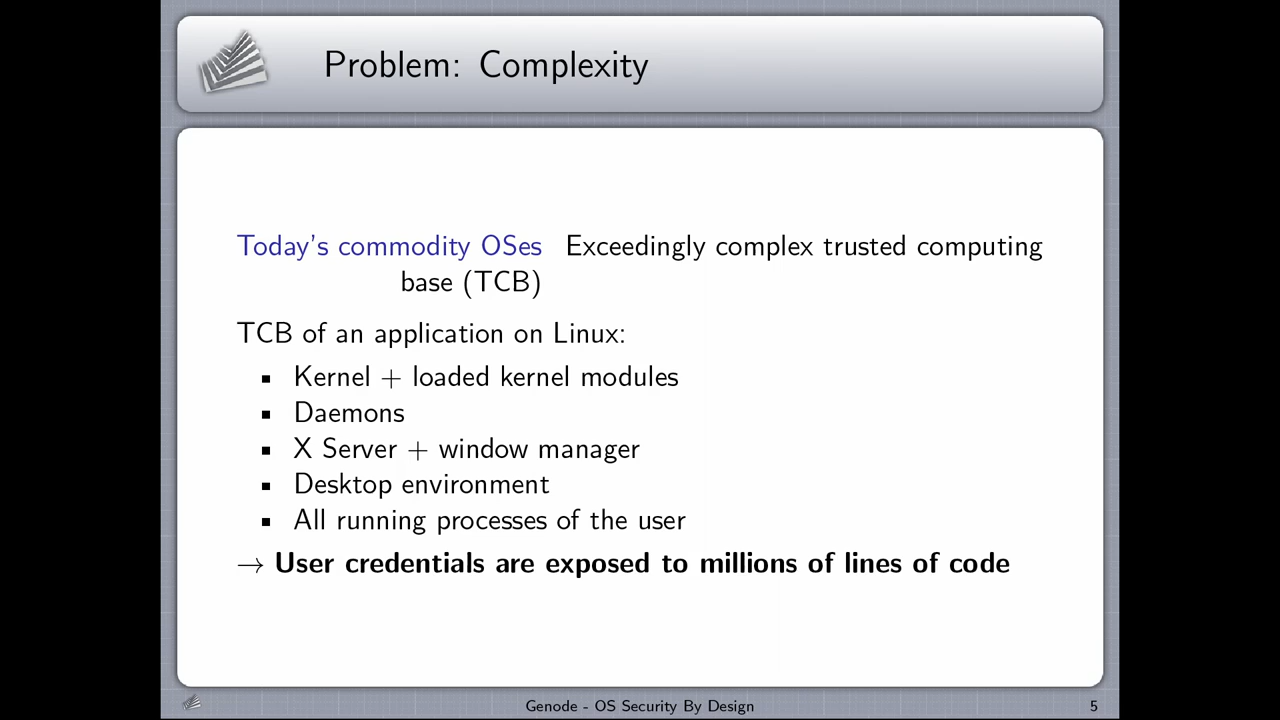 Problem: Complexity
Today's commodity OSes Exceedingly complex trusted computing
base (TCB)
TCB of an application on Linux:
▪ Kernel + loaded kernel modules
▪ Daemons
▪ X Server + window manager
▪ Desktop environment
▪ All running processes of the user
→ User credentials are exposed to millions of lines of code
Genode - OS Security By Design
5